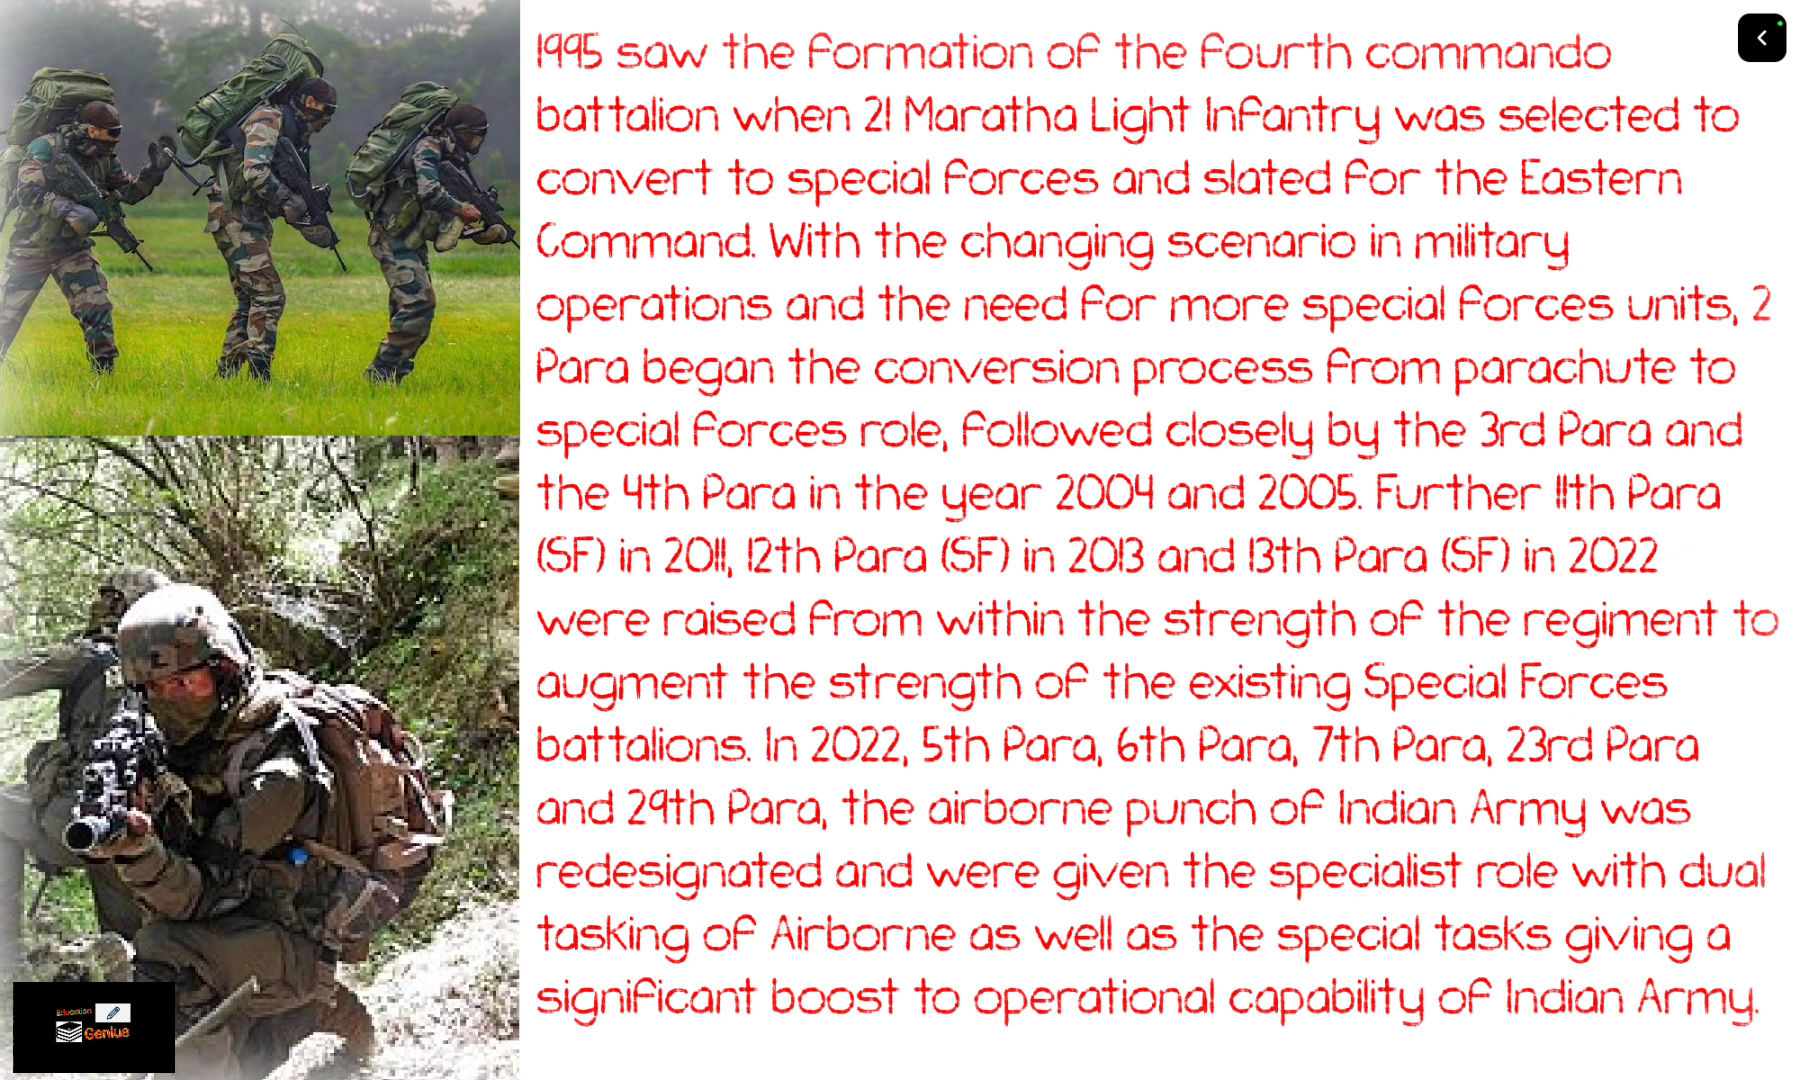 1995 saw the formation of the fourth commando
battalion when 21 Maratha Light Infantry was selected to
convert to special forces and slated for the Eastern
Command. With the changing scenario in military
operations and the need for more special forces units, 2
Para began the conversion process from parachute to
special forces role, followed closely by the 3rd Para and
the 4th Para in the year 2004 and 2005. Further 11th Para
(SF) in 2011, 12th Para (SF) in 2013 and 13th Para (SF) in 2022
were raised from within the strength of the regiment to
augment the strength of the existing Special Forces
battalions. In 2022, 5th Para, 6th Para, 7th Para, 23rd Para
and 29th Para, the airborne punch of Indian Army was
redesignated and were given the specialist role with dual
tasking of Airborne as well as the special tasks giving a
significant boost to operational capability of Indian Army.
Education
Genius